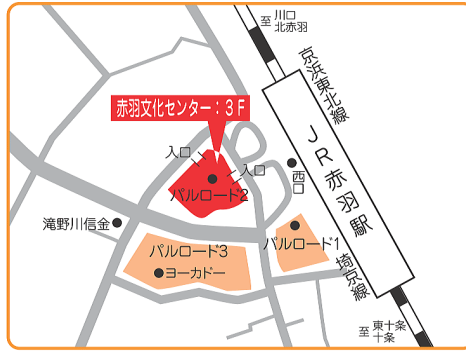 至 川口
北赤羽
京浜東北線
赤羽文化センター：3F
JR赤羽駅
入口
入口
西口
パルロード2
滝野川信金
パルロード1
パルロード3
ヨーカドー
埼京線
至 東十条
十条